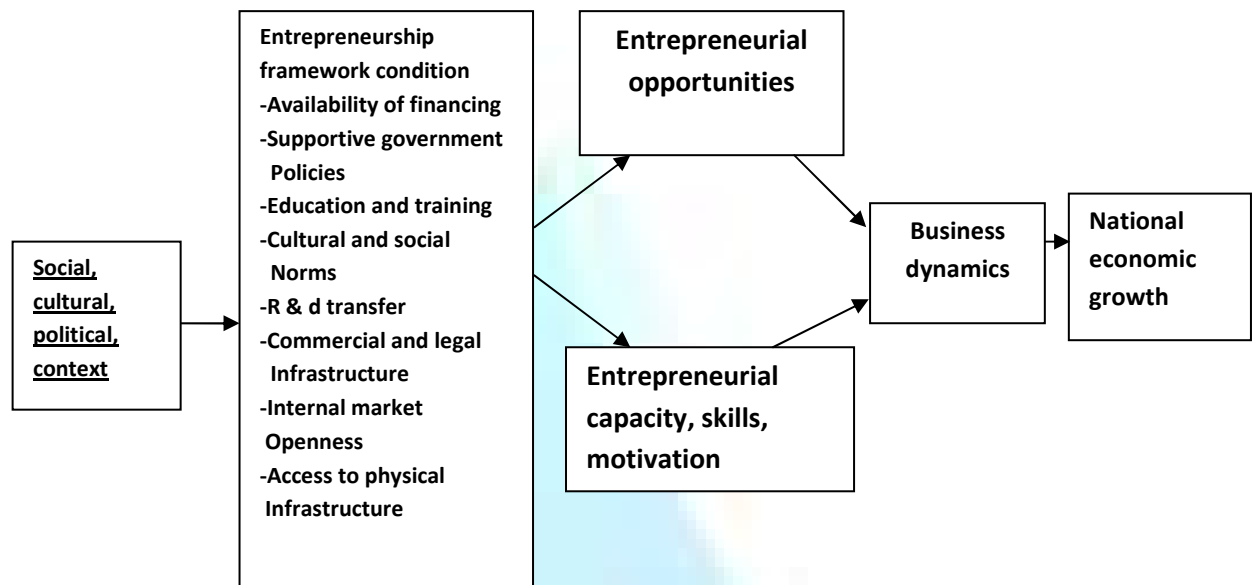 Social,
cultural,
political,
context
Entrepreneurship
framework condition
-Availability of financing
-Supportive government
Policies
-Education and training
-Cultural and social
Norms
-R & d transfer
-Commercial and legal
Infrastructure
-Internal market
Openness
-Access to physical
Infrastructure
Entrepreneurial
opportunities
Entrepreneurial
capacity, skills,
motivation
Business
dynamics
National
economic
growth